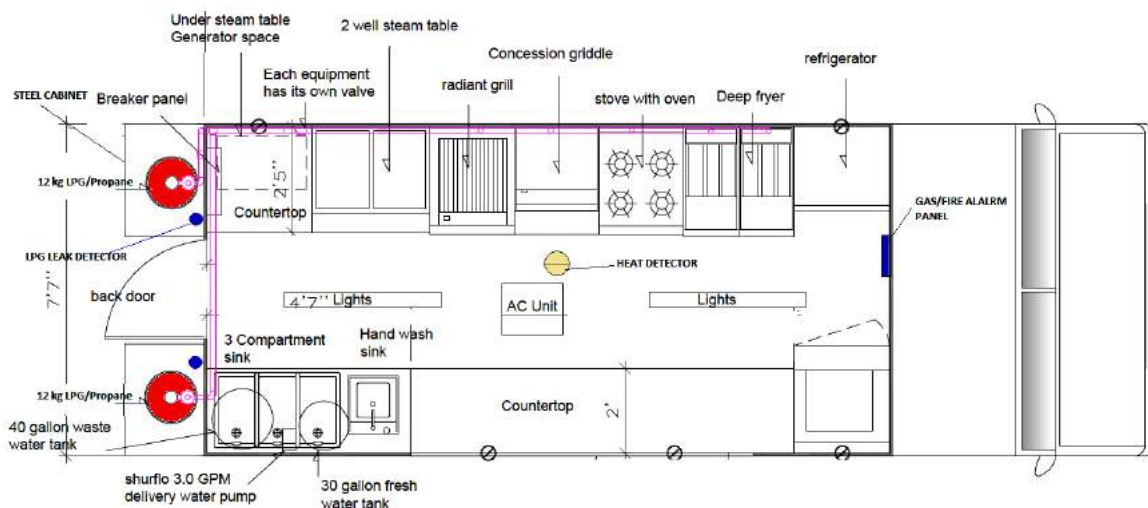 Under steam table
Generator space
2 well steam table
Concession griddle
refrigerator
Each equipment
has its own valve
radiant grill
stove with oven
Deep fryer
STEEL CABINET
Breaker panel
12 kg LPG/Propane
2'5"
Countertop
GAS/FIRE ALALRM
PANEL
LPG LEAK DETECTOR
HEAT DETECTOR
7'7"
back door
4'7"
Lights
AC Unit
Lights
3 Compartment
sink
Hand wash
sink
12 kg LPG/Propane
Countertop
2'
40 gallon waste
water tank
shurflo 3.0 GPM
delivery water pump
30 gallon fresh
water tank